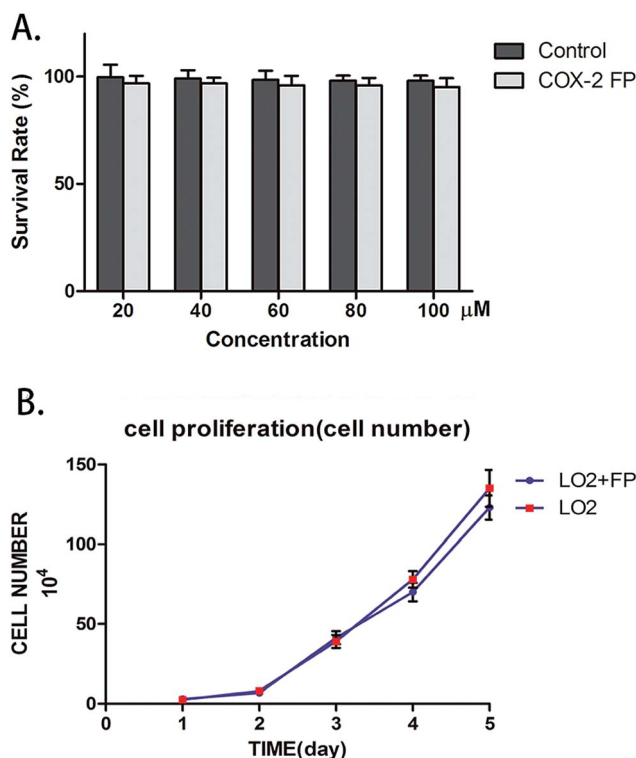 A.
Survival Rate (%)
100
50
0
20 40 60 80 100 μM
Concentration
Control
COX-2 FP
B.
cell proliferation(cell number)
CELL NUMBER
10⁴
150
100
50
0
0 1 2 3 4 5
TIME(day)
LO2+FP
LO2